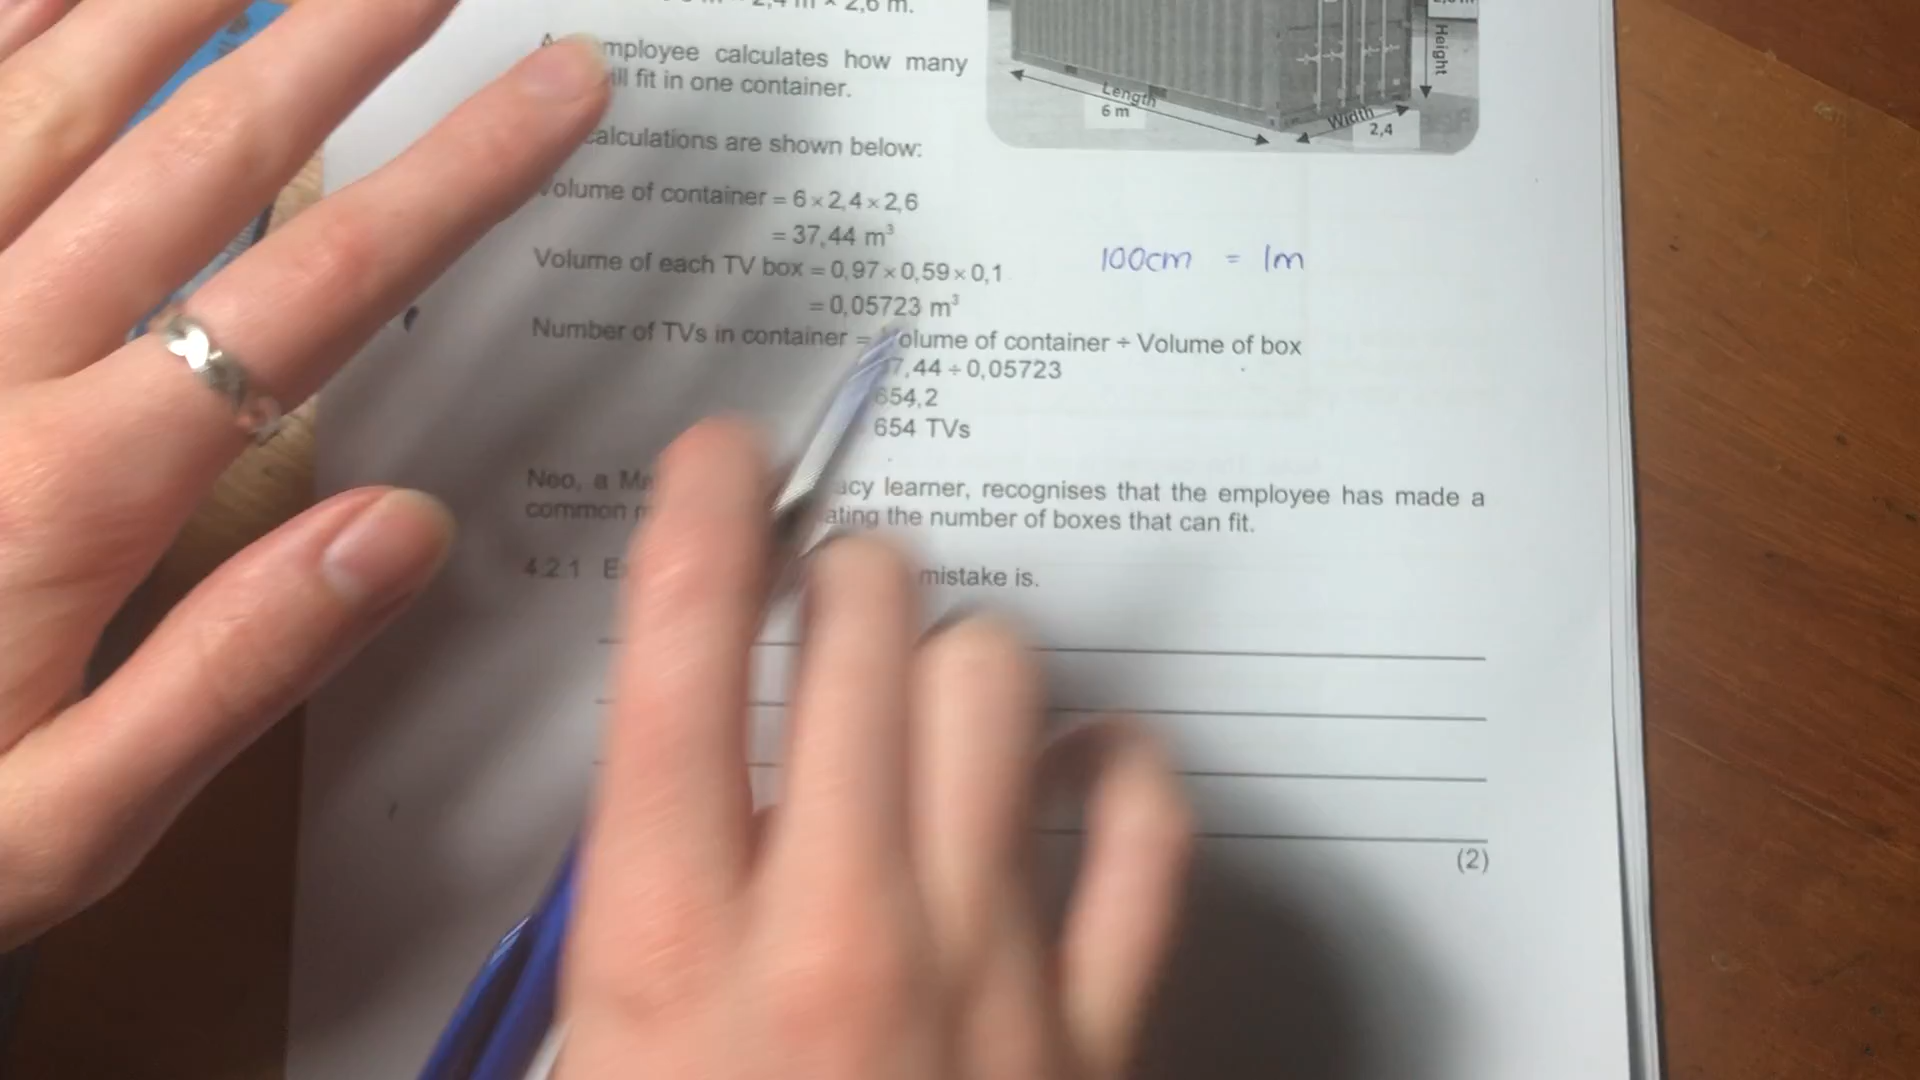 2,4 m × 2,6 m.
mployee calculates how many
ill fit in one container.
alculations are shown below:
Volume of container = 6 × 2,4 × 2,6
= 37,44 m³
Volume of each TV box = 0,97 × 0,59 × 0,1
= 0,05723 m³
Number of TVs in container = Volume of container ÷ Volume of box
7,44 ÷ 0,05723
654,2
654 TVs
Neo, a Ma acy learner, recognises that the employee has made a
common m ating the number of boxes that can fit.
4.2.1 E mistake is.
(2)
Height
Length
6 m
Width
2,4
100cm = 1m